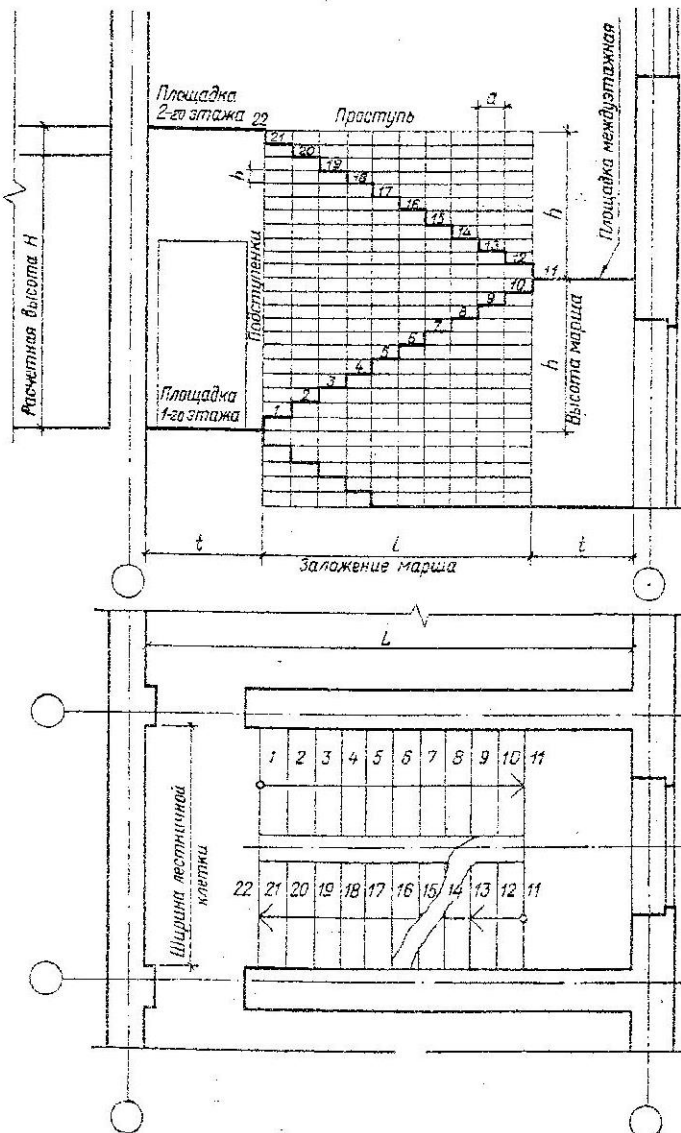 Площадка
2-го этажа
22
Проступь
a
21
20
19
18
17
16
15
14
13
12
11
10
9
8
7
6
5
4
3
2
1
h
h
h
Подступенки
Расчетная высота H
Площадка
1-го этажа
Высота марша
Площадка междуэтажная
t
l
t
Заложение марша
L
1 2 3 4 5 6 7 8 9 10 11
Ширина лестничной
клетки
22 21 20 19 18 17 16 15 14 13 12 11